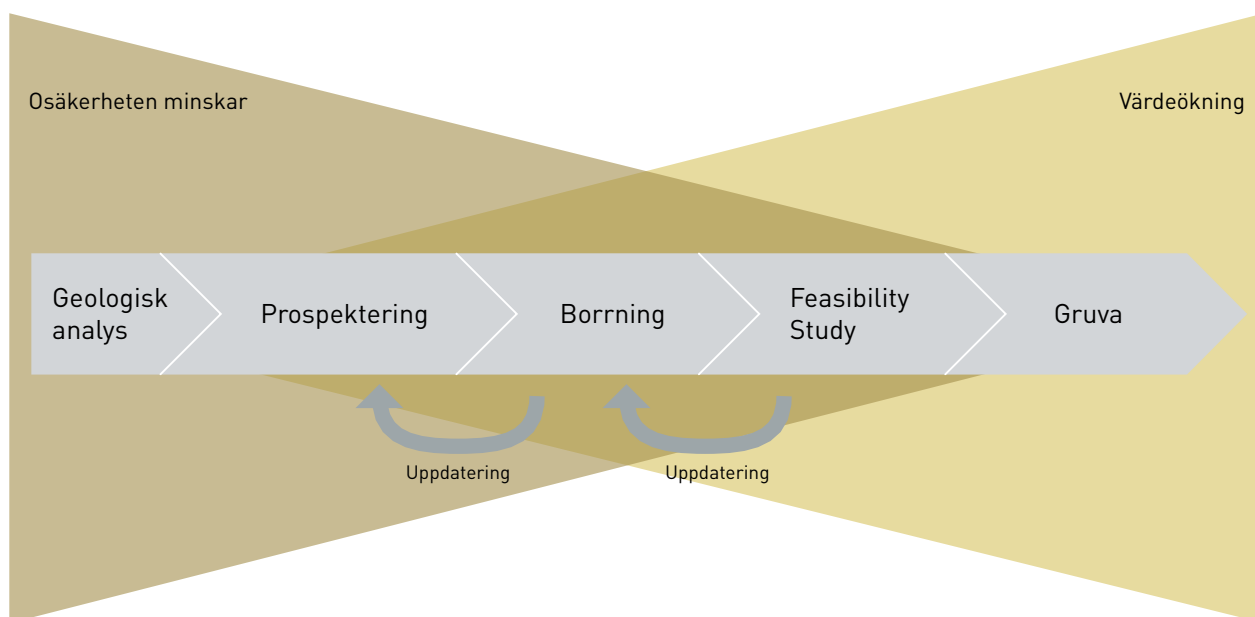 Osäkerheten minskar
Värdeökning
Geologisk
analys
Prospektering
Borrning
Feasibility
Study
Gruva
Uppdatering
Uppdatering